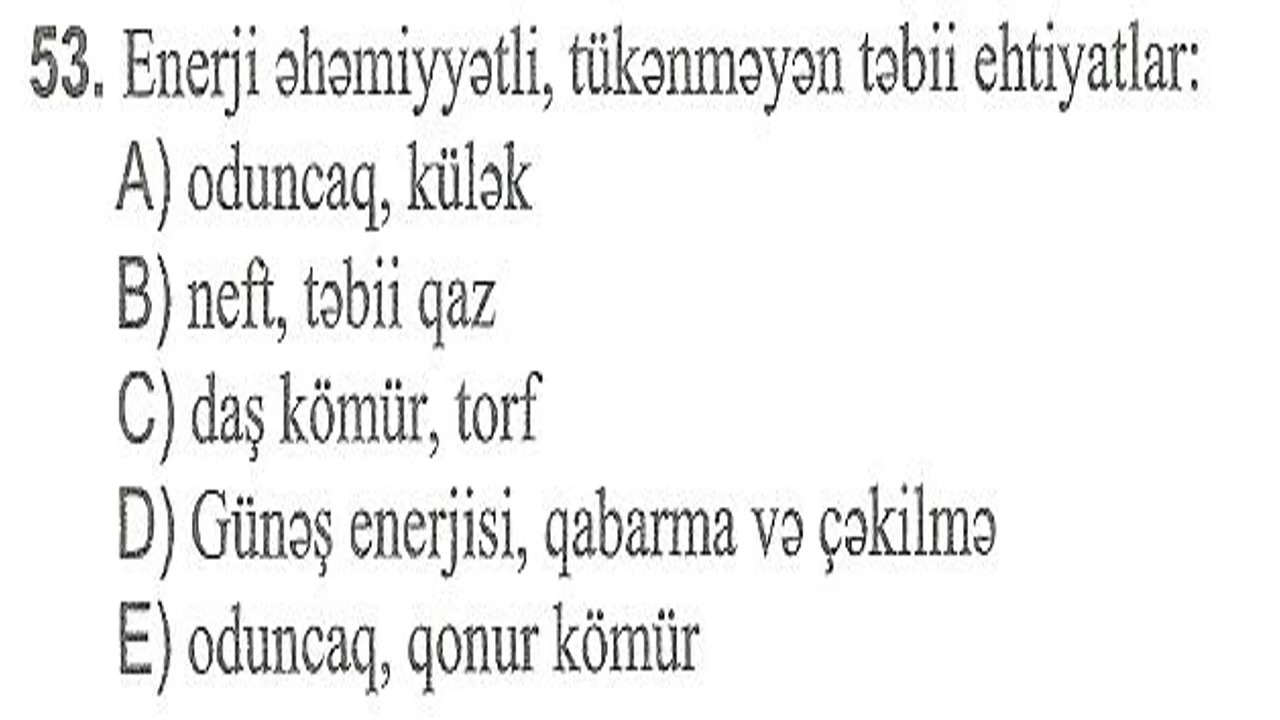 53. Enerji əhəmiyyətli, tükənməyən təbii ehtiyatlar:
A) oduncaq, külək
B) neft, təbii qaz
C) daş kömür, torf
D) Günəş enerjisi, qabarma və çəkilmə
E) oduncaq, qonur kömür